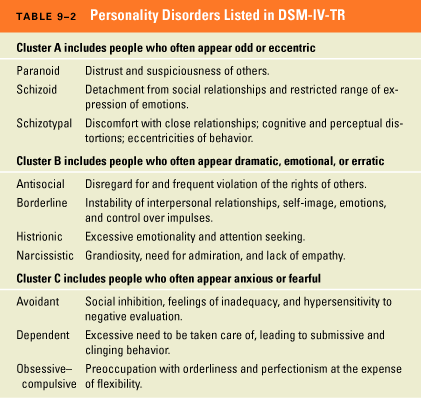 TABLE 9–2 Personality Disorders Listed in DSM-IV-TR
Cluster A includes people who often appear odd or eccentric
Paranoid Distrust and suspiciousness of others.
Schizoid Detachment from social relationships and restricted range of ex-
pression of emotions.
Schizotypal Discomfort with close relationships; cognitive and perceptual dis-
tortions; eccentricities of behavior.
Cluster B includes people who often appear dramatic, emotional, or erratic
Antisocial Disregard for and frequent violation of the rights of others.
Borderline Instability of interpersonal relationships, self-image, emotions,
and control over impulses.
Histrionic Excessive emotionality and attention seeking.
Narcissistic Grandiosity, need for admiration, and lack of empathy.
Cluster C includes people who often appear anxious or fearful
Avoidant Social inhibition, feelings of inadequacy, and hypersensitivity to
negative evaluation.
Dependent Excessive need to be taken care of, leading to submissive and
clinging behavior.
Obsessive– Preoccupation with orderliness and perfectionism at the expense
compulsive of flexibility.